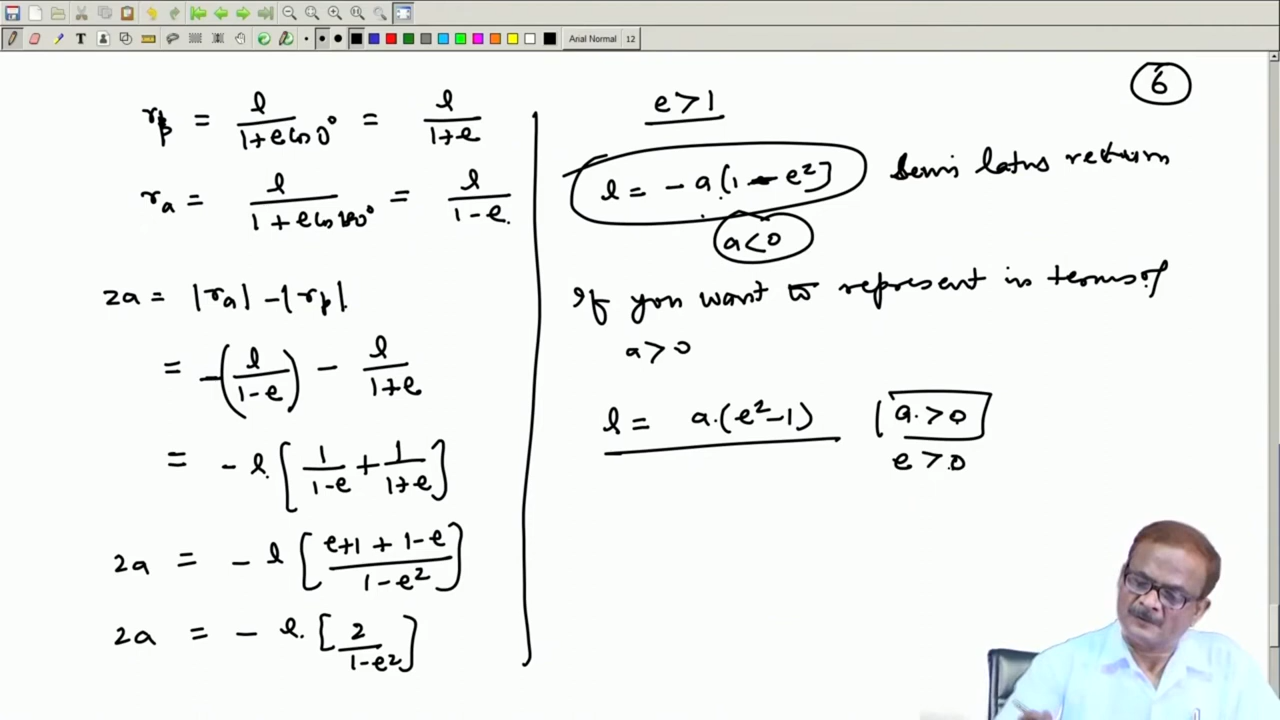 Arial Normal 12
6
rp = l / (1+e Cos 0°) = l / (1+e)
ra = l / (1+e Cos 180°) = l / (1-e)
2a = |ra| - |rp|
= -(l / (1-e)) - l / (1+e)
= -l [1 / (1-e) + 1 / (1+e)]
2a = -l [(e+1 + 1-e) / (1-e²)]
2a = -l. [2 / (1-e²)]
e>1
l = -a(1-e²) Semi latus rectum
a<0
If you want to represent in terms of
a>0
l = a.(e²-1) | a.>0
e>0